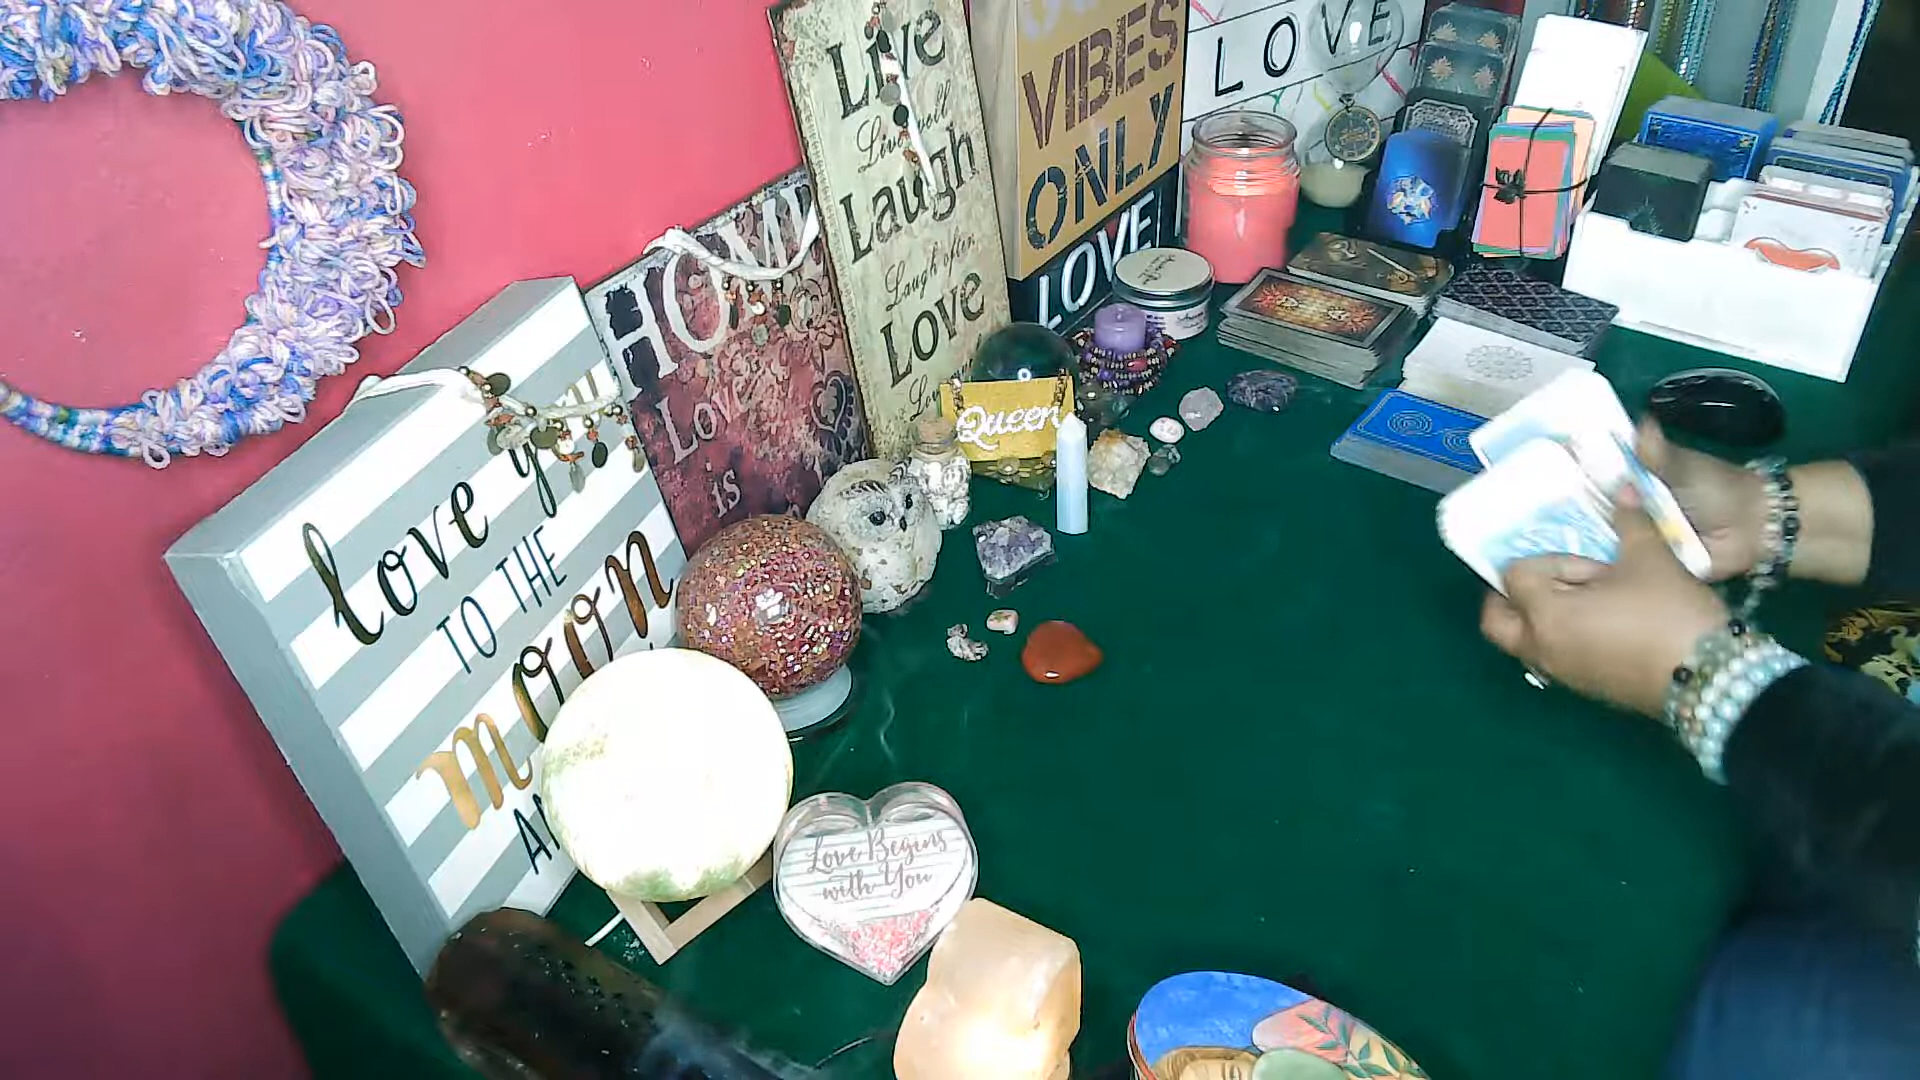 love you
TO THE
moon
HOME
Love
is
Live
Live well
Laugh
Laugh often
Love
VIBES
ONLY
LOVE
LOVE!
Queen
Love Begins
with You